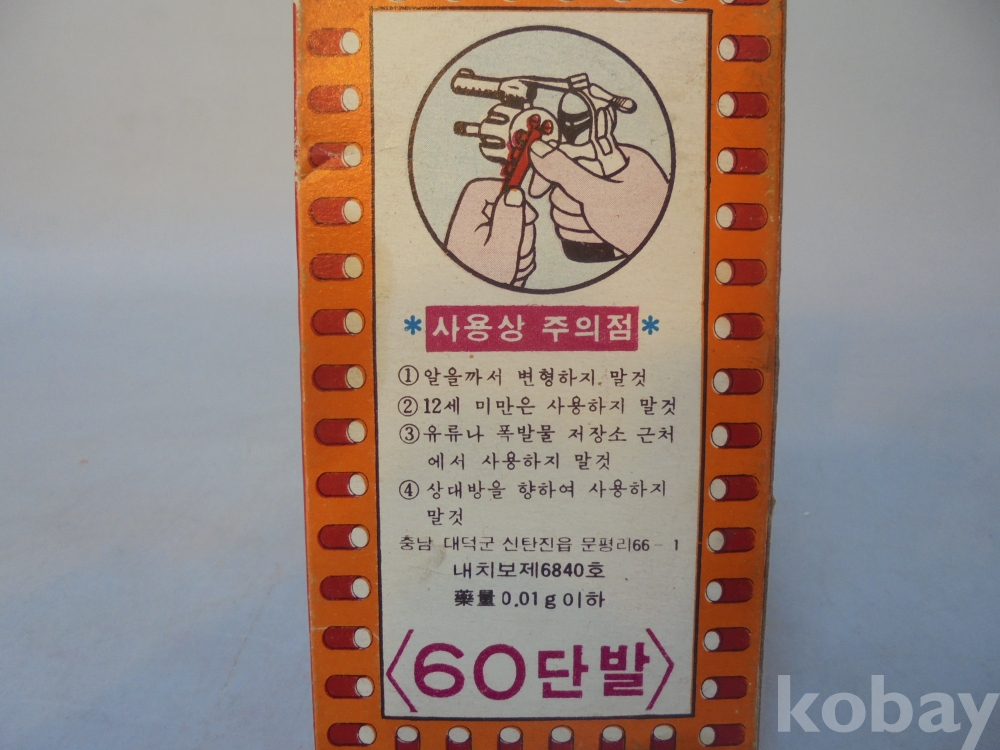 *사용상 주의점*
①알을까서 변형하지 말것
②12세 미만은 사용하지 말것
③유류나 폭발물 저장소 근처
에서 사용하지 말것
④상대방을 향하여 사용하지
말것
충남 대덕군 신탄진읍 문평리66-1
내치보제6840호
藥量0.01g이하
〈60단발〉
kobay